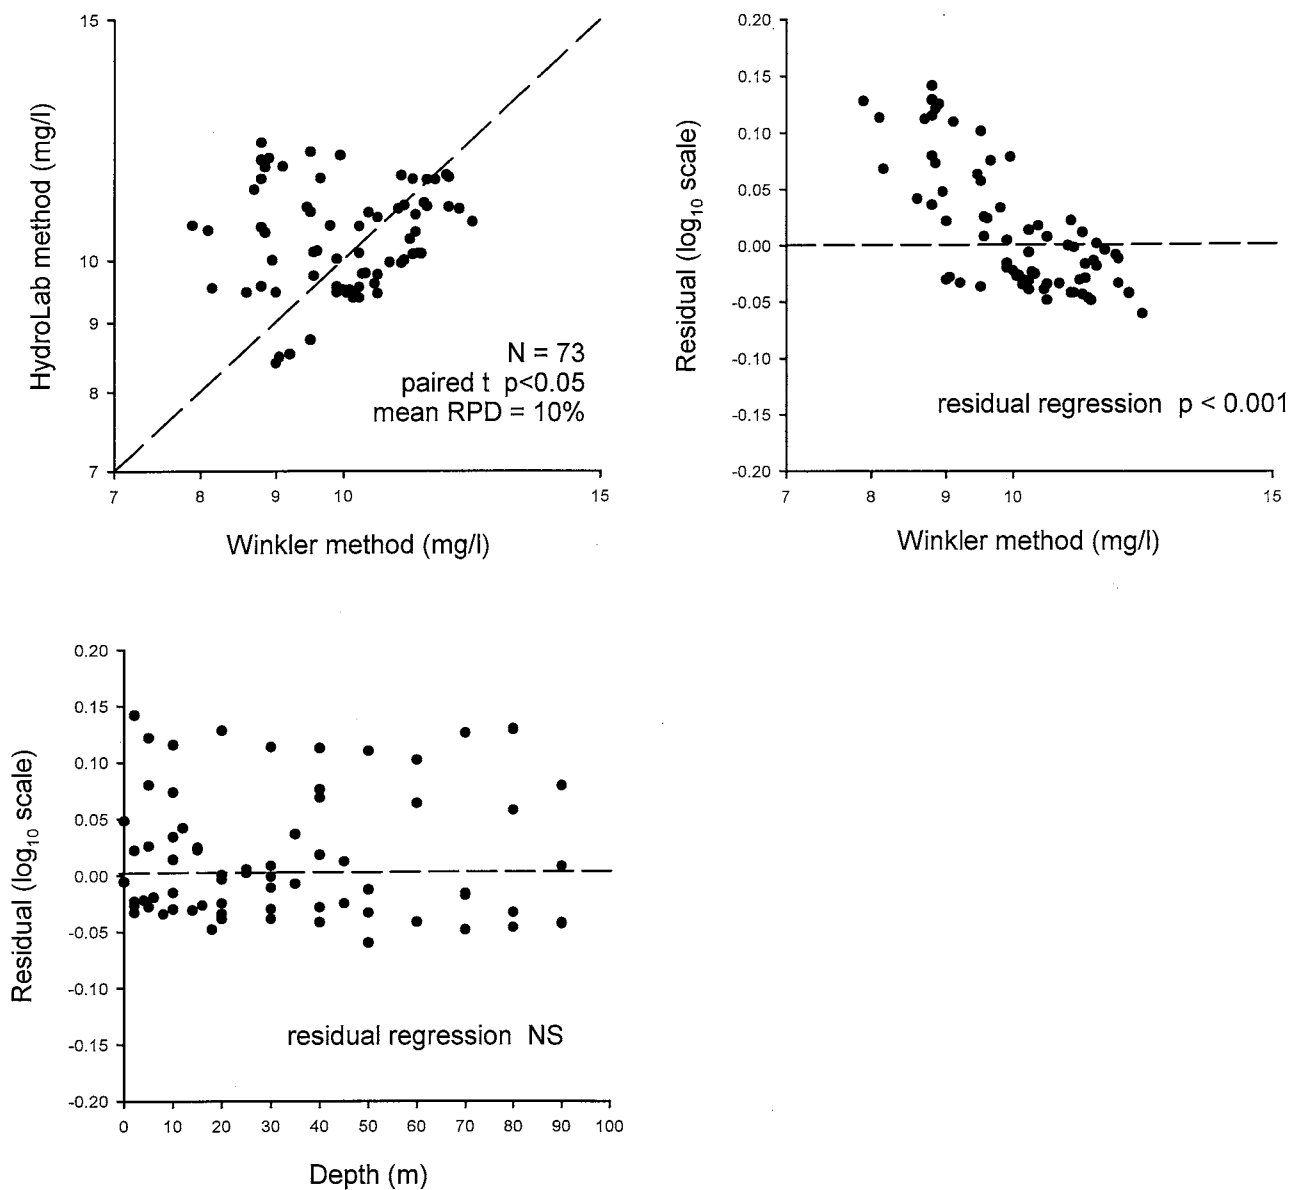 15
10
9
8
7
7 8 9 10 15
HydroLab method (mg/l)
Winkler method (mg/l)
N = 73
paired t p<0.05
mean RPD = 10%
0.20
0.15
0.10
0.05
0.00
-0.05
-0.10
-0.15
-0.20
7 8 9 10 15
Residual (log10 scale)
Winkler method (mg/l)
residual regression p < 0.001
0.20
0.15
0.10
0.05
0.00
-0.05
-0.10
-0.15
-0.20
0 10 20 30 40 50 60 70 80 90 100
Residual (log10 scale)
Depth (m)
residual regression NS